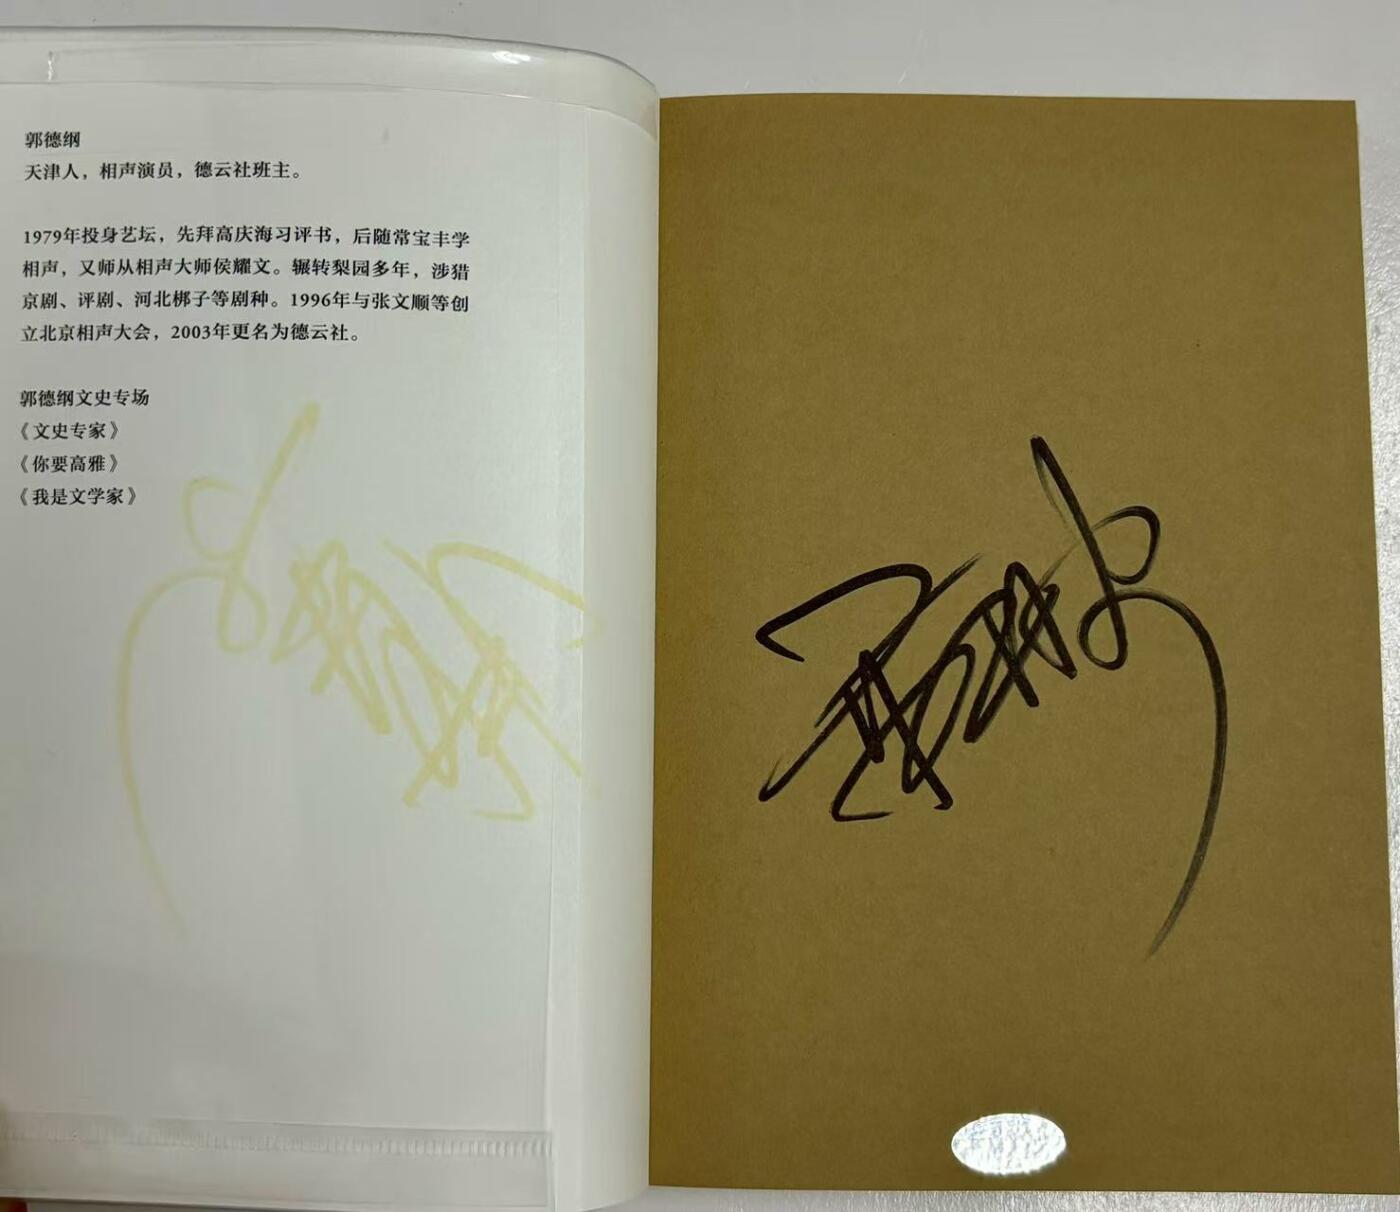 郭德纲
天津人，相声演员，德云社班主。
1979年投身艺坛，先拜高庆海习评书，后随常宝丰学
相声，又师从相声大师侯耀文。辗转梨园多年，涉猎
京剧、评剧、河北梆子等剧种。1996年与张文顺等创
立北京相声大会，2003年更名为德云社。
郭德纲文史专场
《文史专家》
《你要高雅》
《我是文学家》